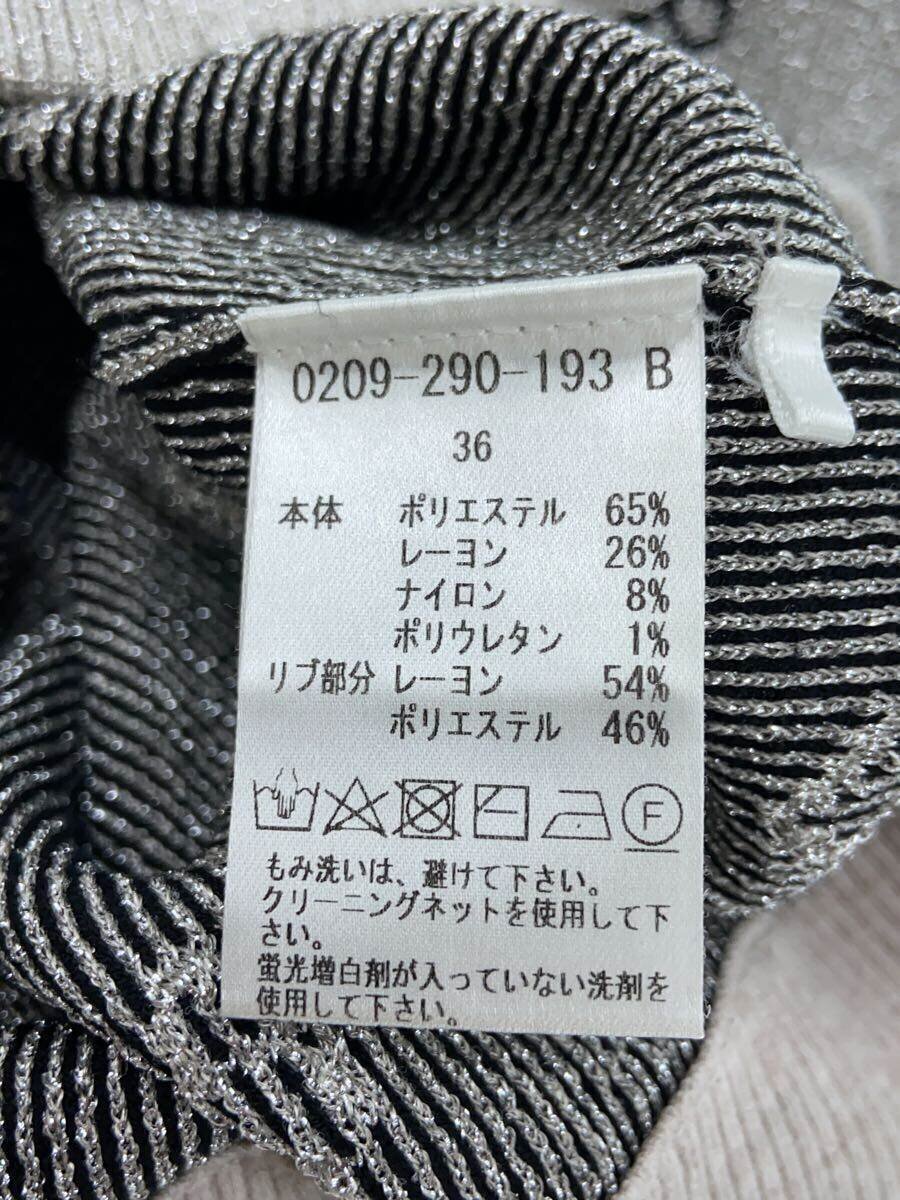 0209-290-193 B
36
本体 ポリエステル 65%
レーヨン 26%
ナイロン 8%
ポリウレタン 1%
リブ部分 レーヨン 54%
ポリエステル 46%
F
もみ洗いは、避けて下さい。
クリーニングネットを使用して下
さい。
蛍光増白剤が入っていない洗剤を
使用して下さい。